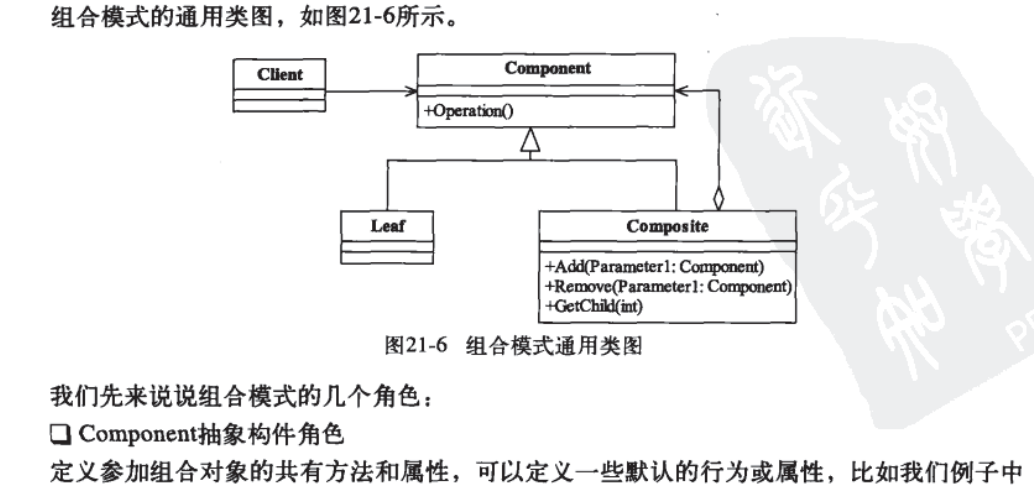 组合模式的通用类图，如图21-6所示。
Client
Component
+Operation()
Leaf
Composite
+Add(Parameter1: Component)
+Remove(Parameter1: Component)
+GetChild(int)
图21-6 组合模式通用类图
我们先来说说组合模式的几个角色：
❏ Component抽象构件角色
定义参加组合对象的共有方法和属性，可以定义一些默认的行为或属性，比如我们例子中